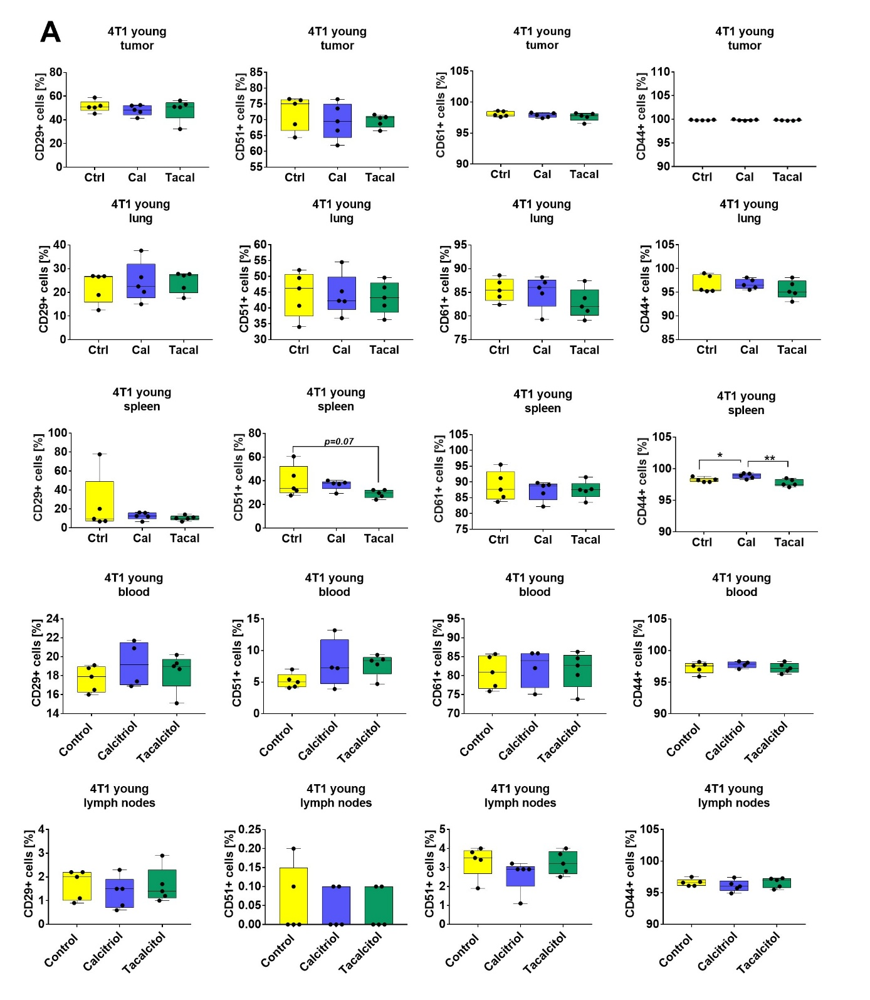 A
4T1 young
tumor
CD29+ cells [%]
80
60
40
20
0
Ctrl Cal Tacal
4T1 young
tumor
CD51+ cells [%]
85
80
75
70
65
60
55
Ctrl Cal Tacal
4T1 young
tumor
CD61+ cells [%]
105
100
95
90
Ctrl Cal Tacal
4T1 young
tumor
CD44+ cells [%]
110
105
100
95
90
Ctrl Cal Tacal
4T1 young
lung
CD29+ cells [%]
40
30
20
10
0
Ctrl Cal Tacal
4T1 young
lung
CD51+ cells [%]
60
55
50
45
40
35
30
Ctrl Cal Tacal
4T1 young
lung
CD61+ cells [%]
95
90
85
80
75
Ctrl Cal Tacal
4T1 young
lung
CD44+ cells [%]
105
100
95
90
85
Ctrl Cal Tacal
4T1 young
spleen
CD29+ cells [%]
100
80
60
40
20
0
Ctrl Cal Tacal
4T1 young
spleen
CD51+ cells [%]
80
60
40
20
0
p=0.07
Ctrl Cal Tacal
4T1 young
spleen
CD61+ cells [%]
105
100
95
90
85
80
75
Ctrl Cal Tacal
4T1 young
spleen
CD44+ cells [%]
105
100
95
90
* **
Ctrl Cal Tacal
4T1 young
blood
CD29+ cells [%]
24
22
20
18
16
14
Control Calcitriol Tacalcitol
4T1 young
blood
CD51+ cells [%]
15
10
5
0
Control Calcitriol Tacalcitol
4T1 young
blood
CD61+ cells [%]
95
90
85
80
75
70
Control Calcitriol Tacalcitol
4T1 young
blood
CD44+ cells [%]
105
100
95
90
Control Calcitriol Tacalcitol
4T1 young
lymph nodes
CD29+ cells [%]
4
3
2
1
0
Control Calcitriol Tacalcitol
4T1 young
lymph nodes
CD51+ cells [%]
0.25
0.20
0.15
0.10
0.05
0.00
Control Calcitriol Tacalcitol
4T1 young
lymph nodes
CD51+ cells [%]
5
4
3
2
1
0
Control Calcitriol Tacalcitol
4T1 young
lymph nodes
CD44+ cells [%]
105
100
95
90
Control Calcitriol Tacalcitol